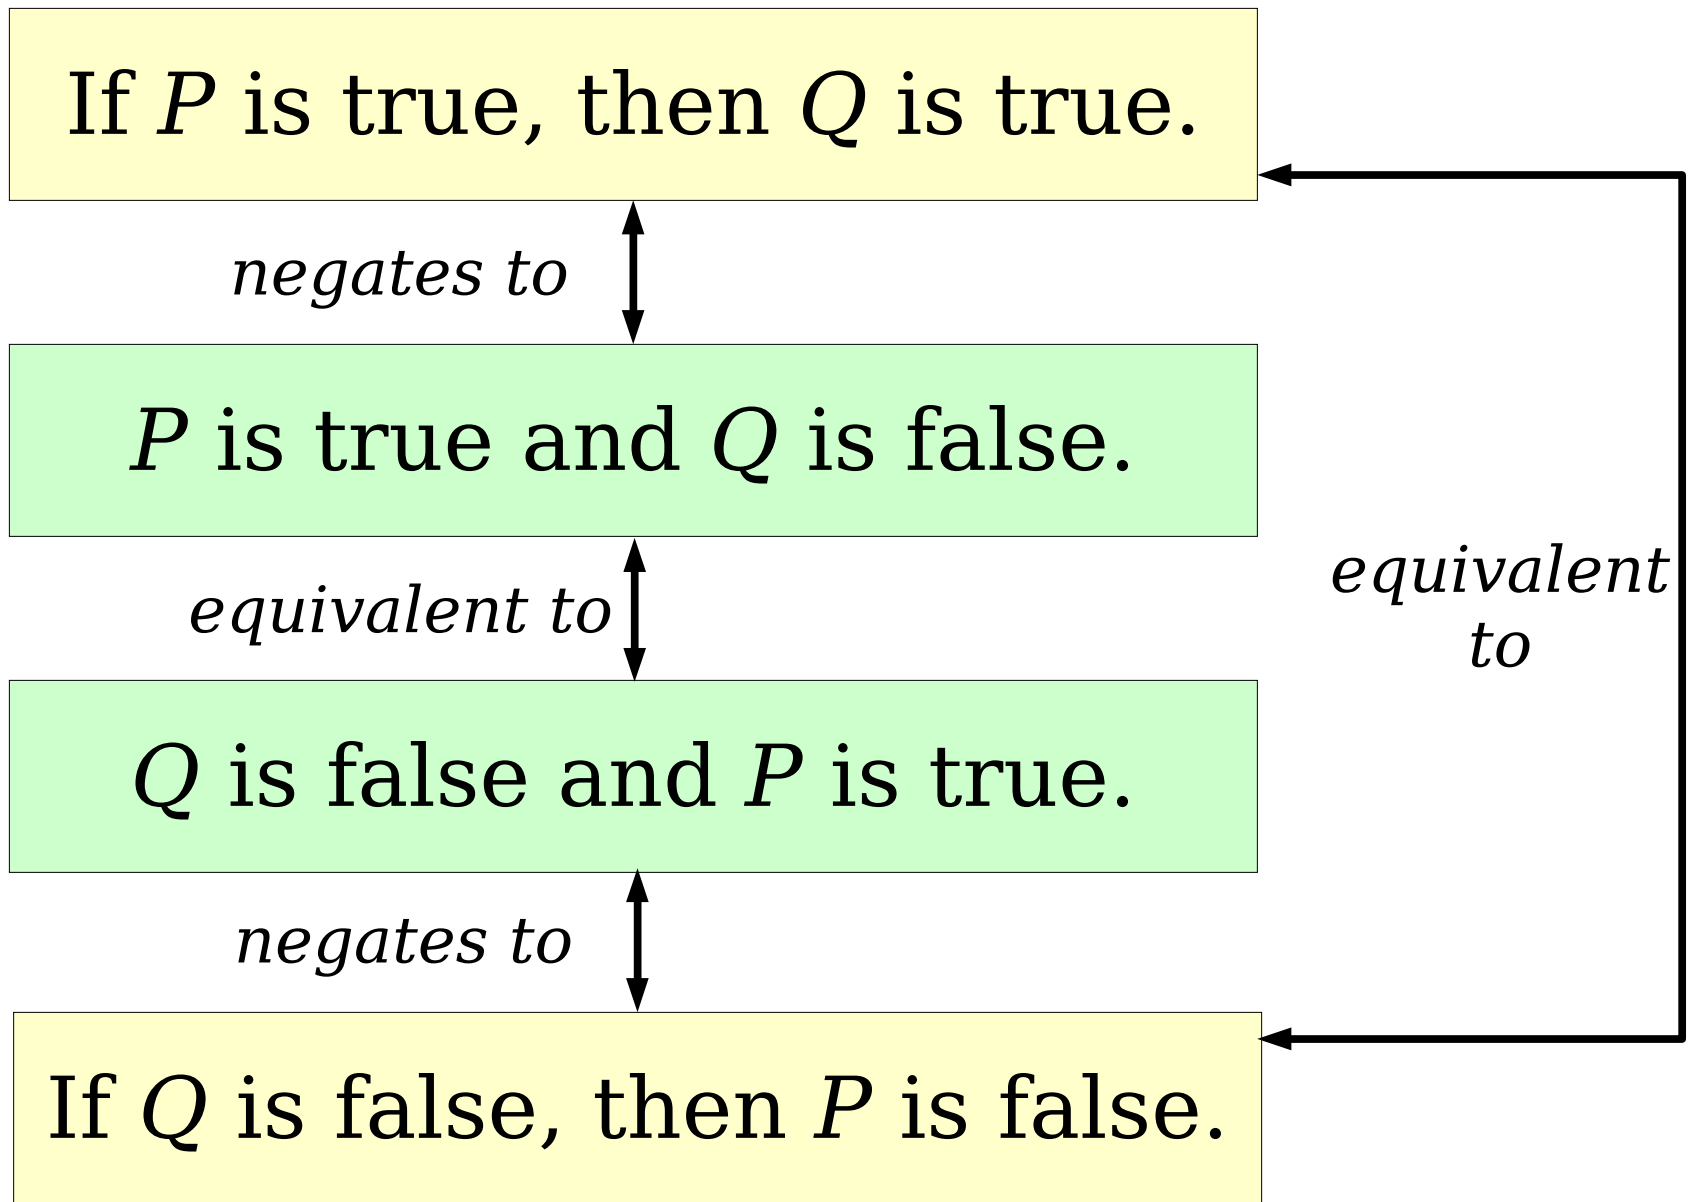 If P is true, then Q is true.
negates to
P is true and Q is false.
equivalent to
equivalent
to
Q is false and P is true.
negates to
If Q is false, then P is false.